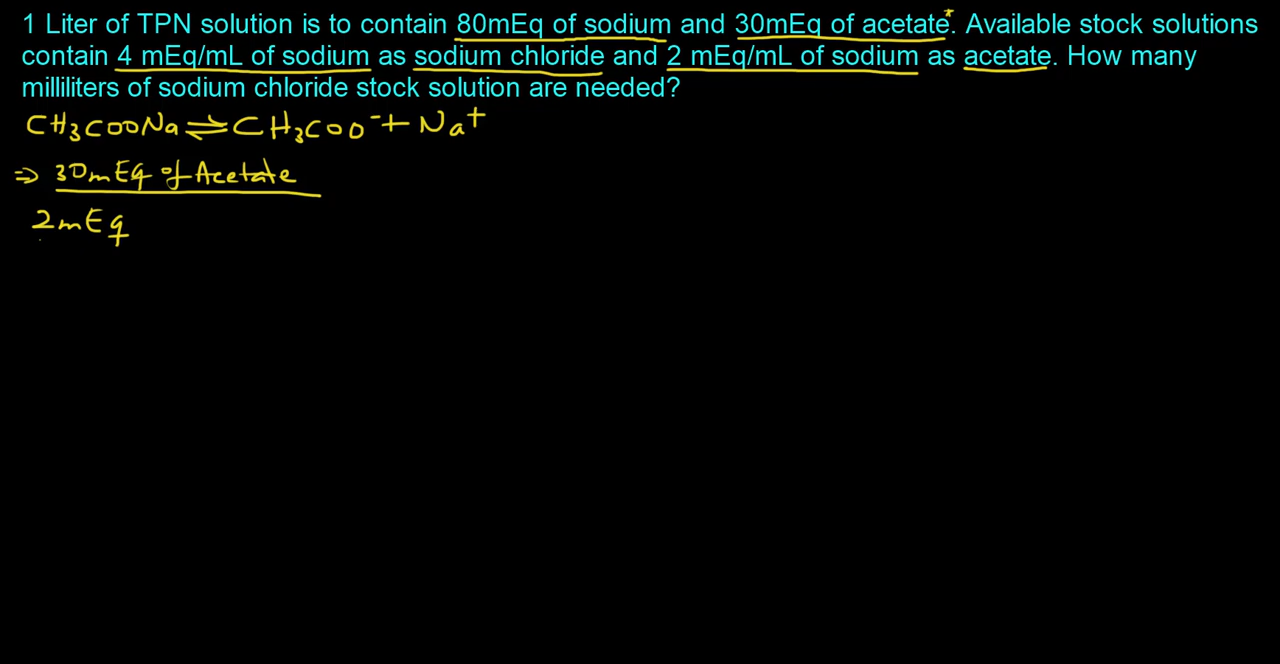 1 Liter of TPN solution is to contain 80mEq of sodium and 30mEq of acetate*. Available stock solutions
contain 4 mEq/mL of sodium as sodium chloride and 2 mEq/mL of sodium as acetate. How many
milliliters of sodium chloride stock solution are needed?
CH₃COONa ⇌ CH₃COO⁻ + Na⁺
⇒ 30mEq of Acetate
2mEq